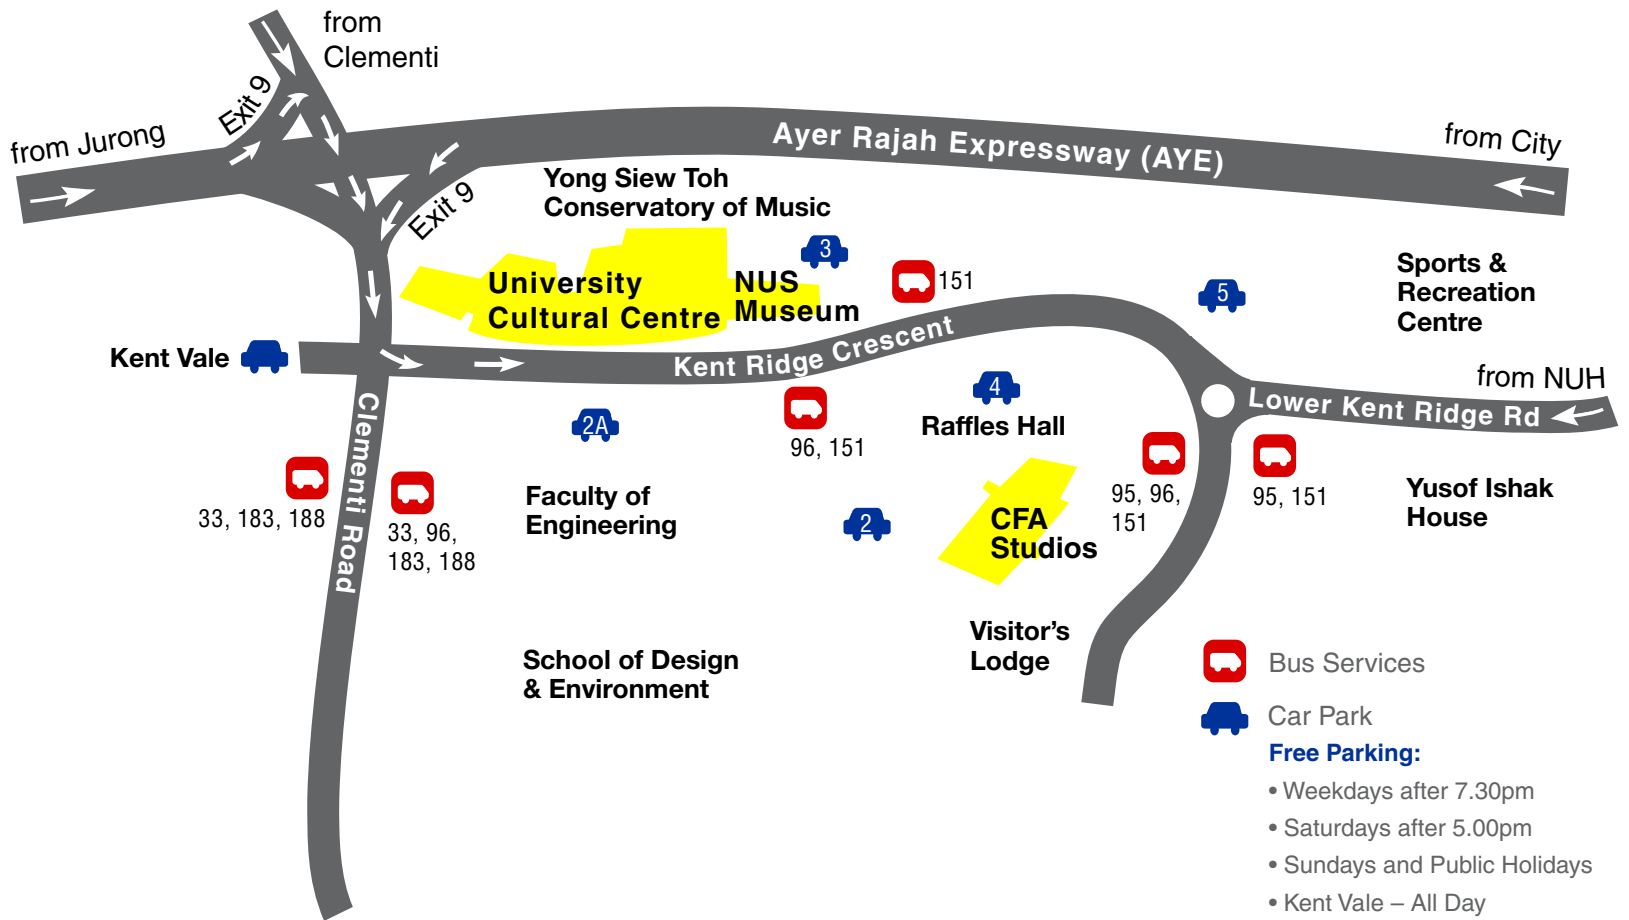 from
Clementi
Exit 9
from Jurong
Ayer Rajah Expressway (AYE)
from City
Exit 9
Yong Siew Toh
Conservatory of Music
3
University
Cultural Centre
NUS
Museum
151
5
Sports &
Recreation
Centre
Kent Vale
Kent Ridge Crescent
from NUH
Lower Kent Ridge Rd
4
Raffles Hall
2A
96, 151
Clementi Road
33, 183, 188
33, 96,
183, 188
Faculty of
Engineering
2
CFA
Studios
95, 96,
151
95, 151
Yusof Ishak
House
Visitor’s
Lodge
School of Design
& Environment
Bus Services
Car Park
Free Parking:
• Weekdays after 7.30pm
• Saturdays after 5.00pm
• Sundays and Public Holidays
• Kent Vale – All Day